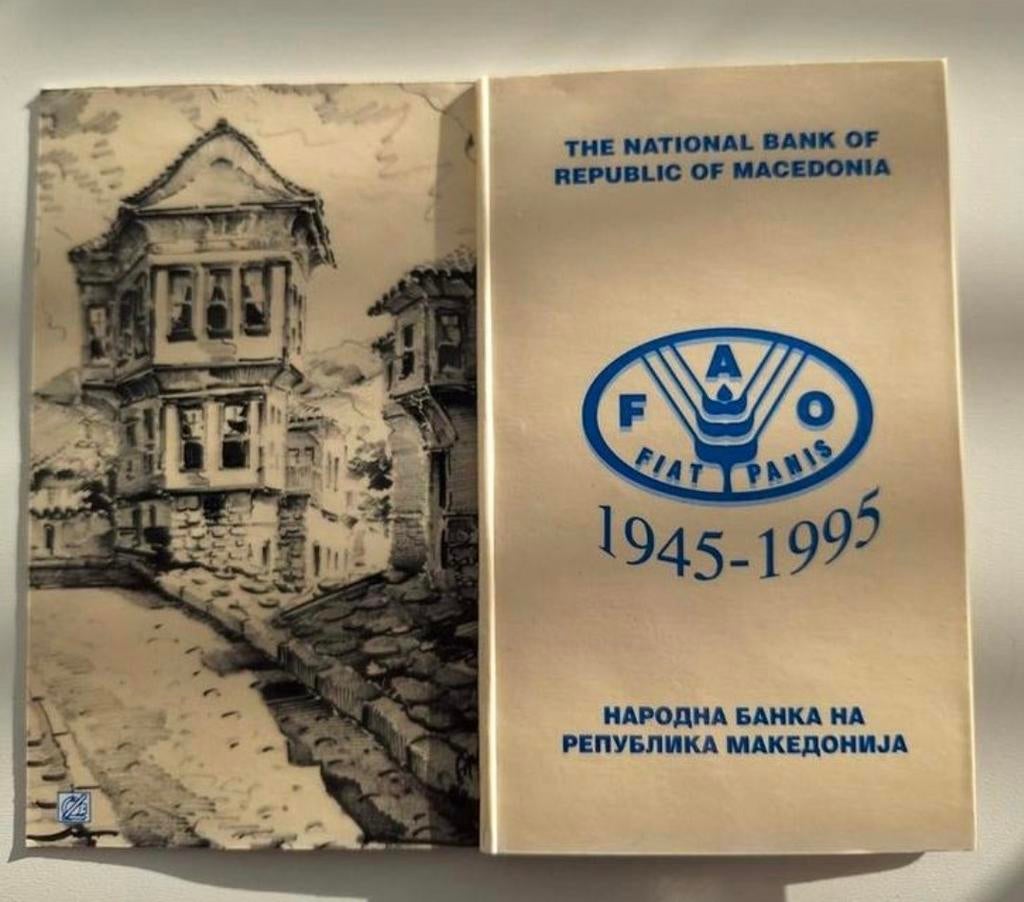 THE NATIONAL BANK OF
REPUBLIC OF MACEDONIA
F A O
FIAT PANIS
1945-1995
НАРОДНА БАНКА НА
РЕПУБЛИКА МАКЕДОНИЈА